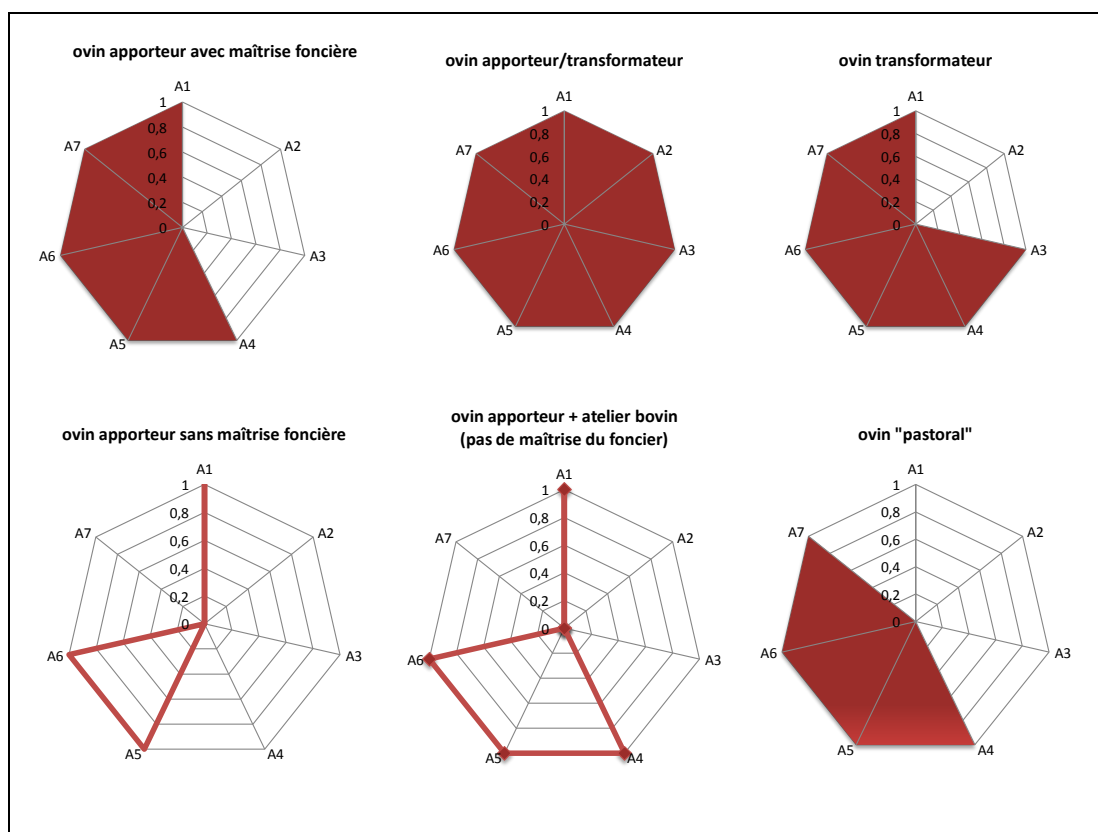 ovin apporteur avec maîtrise foncière
A1
1
A7
0,8
A2
0,6
0,4
0,2
0
A6
A3
A5
A4
ovin apporteur/transformateur
A1
1
A7
0,8
A2
0,6
0,4
0,2
0
A6
A3
A5
A4
ovin transformateur
A1
1
A7
0,8
A2
0,6
0,4
0,2
0
A6
A3
A5
A4
ovin apporteur sans maîtrise foncière
A1
1
0,8
A7
A2
0,6
0,4
0,2
0
A6
A3
A5
A4
ovin apporteur + atelier bovin
(pas de maîtrise du foncier)
A1
1
0,8
A7
A2
0,6
0,4
0,2
0
A6
A3
A5
A4
ovin "pastoral"
A1
1
0,8
A7
A2
0,6
0,4
0,2
0
A6
A3
A5
A4